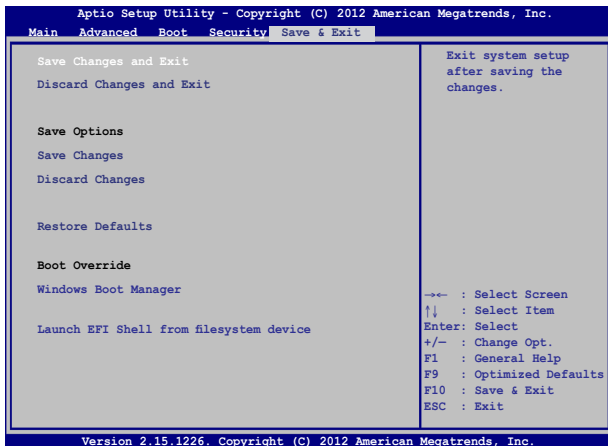 Aptio Setup Utility - Copyright (C) 2012 American Megatrends, Inc.
Main Advanced Boot Security Save & Exit
Save Changes and Exit
Discard Changes and Exit
Save Options
Save Changes
Discard Changes
Restore Defaults
Boot Override
Windows Boot Manager
Launch EFI Shell from filesystem device
Exit system setup
after saving the
changes.
→← : Select Screen
↑↓ : Select Item
Enter: Select
+/— : Change Opt.
F1 : General Help
F9 : Optimized Defaults
F10 : Save & Exit
ESC : Exit
Version 2.15.1226. Copyright (C) 2012 American Megatrends, Inc.